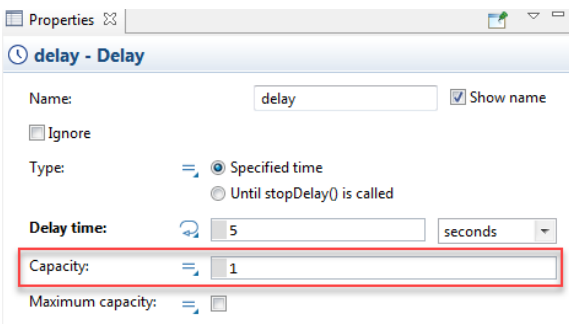 Properties
delay - Delay
Name: delay Show name
Ignore
Type: Specified time
Until stopDelay() is called
Delay time: 5 seconds
Capacity: 1
Maximum capacity: